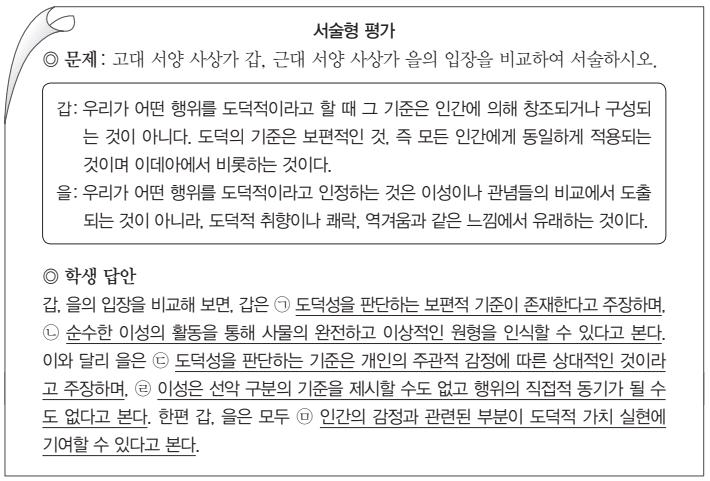 서술형 평가
◎ 문제: 고대 서양 사상가 갑, 근대 서양 사상가 을의 입장을 비교하여 서술하시오.
갑: 우리가 어떤 행위를 도덕적이라고 할 때 그 기준은 인간에 의해 창조되거나 구성되
는 것이 아니다. 도덕의 기준은 보편적인 것, 즉 모든 인간에게 동일하게 적용되는
것이며 이데아에서 비롯하는 것이다.
을: 우리가 어떤 행위를 도덕적이라고 인정하는 것은 이성이나 관념들의 비교에서 도출
되는 것이 아니라, 도덕적 취향이나 쾌락, 역겨움과 같은 느낌에서 유래하는 것이다.
◎ 학생 답안
갑, 을의 입장을 비교해 보면, 갑은 ㉠ 도덕성을 판단하는 보편적 기준이 존재한다고 주장하며,
㉡ 순수한 이성의 활동을 통해 사물의 완전하고 이상적인 원형을 인식할 수 있다고 본다.
이와 달리 을은 ㉢ 도덕성을 판단하는 기준은 개인의 주관적 감정에 따른 상대적인 것이라
고 주장하며, ㉣ 이성은 선악 구분의 기준을 제시할 수도 없고 행위의 직접적 동기가 될 수
도 없다고 본다. 한편 갑, 을은 모두 ㉤ 인간의 감정과 관련된 부분이 도덕적 가치 실현에
기여할 수 있다고 본다.